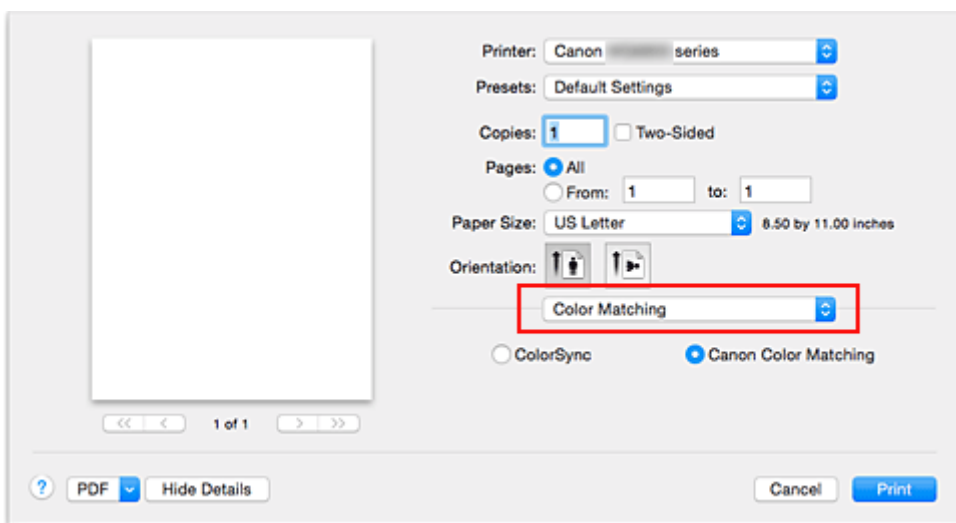 Printer: Canon series
Presets: Default Settings
Copies: 1 Two-Sided
Pages: All
From: 1 to: 1
Paper Size: US Letter 8.50 by 11.00 inches
Orientation:
Color Matching
ColorSync Canon Color Matching
<< < 1 of 1 > >>
? PDF Hide Details Cancel Print